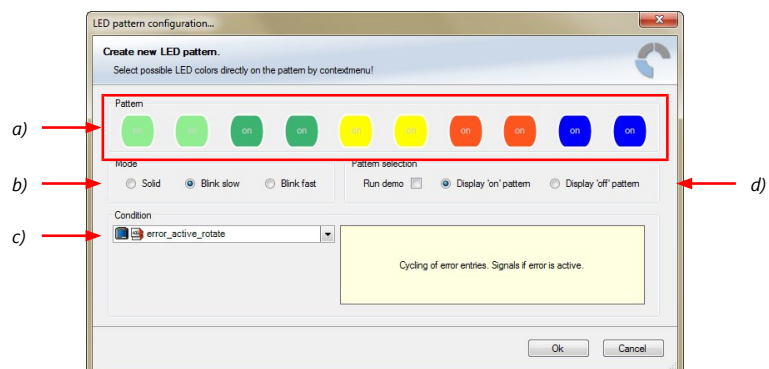 LED pattern configuration...
Create new LED pattern.
Select possible LED colors directly on the pattern by contextmenu!
Pattern
a)
on on on on on on on on on on
Mode
Pattern selection
b)
Solid Blink slow Blink fast
Run demo Display 'on' pattern Display 'off' pattern
d)
Condition
c)
error_active_rotate
Cycling of error entries. Signals if error is active.
Ok Cancel